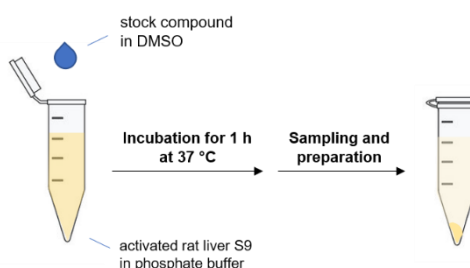 stock compound
in DMSO
Incubation for 1 h
at 37 °C
Sampling and
preparation
activated rat liver S9
in phosphate buffer